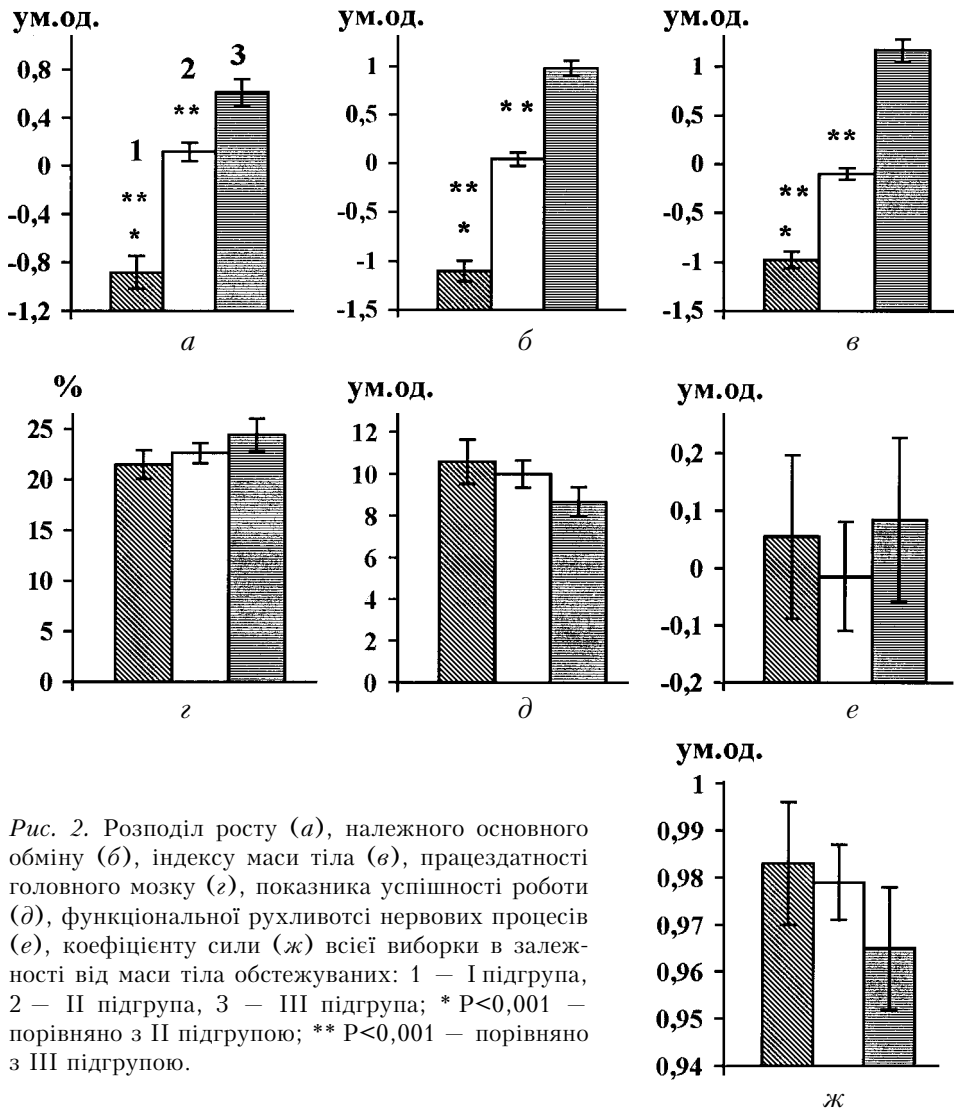 ум.од. ум.од. ум.од.
0,8 1 1
0,4 0,5 0,5
0 0 0
-0,4 -0,5 -0,5
-0,8 -1 -1
-1,2 -1,5 -1,5
1 2 3
** ** ** ** ** **
* * *
а б в
% ум.од. ум.од.
25 12 0,2
20 10 0,1
15 8 0
10 6 -0,1
5 4 -0,2
0 2
0
г д е
ум.од.
1
0,99
0,98
0,97
0,96
0,95
0,94
ж
Рис. 2. Розподіл росту (а), належного основного
обміну (б), індексу маси тіла (в), працездатності
головного мозку (г), показника успішності роботи
(д), функціональної рухливотсі нервових процесів
(е), коефіцієнту сили (ж) всієї виборки в залеж-
ності від маси тіла обстежуваних: 1 — I підгрупа,
2 — II підгрупа, 3 — III підгрупа; * P<0,001 —
порівняно з II підгрупою; ** P<0,001 — порівняно
з III підгрупою.